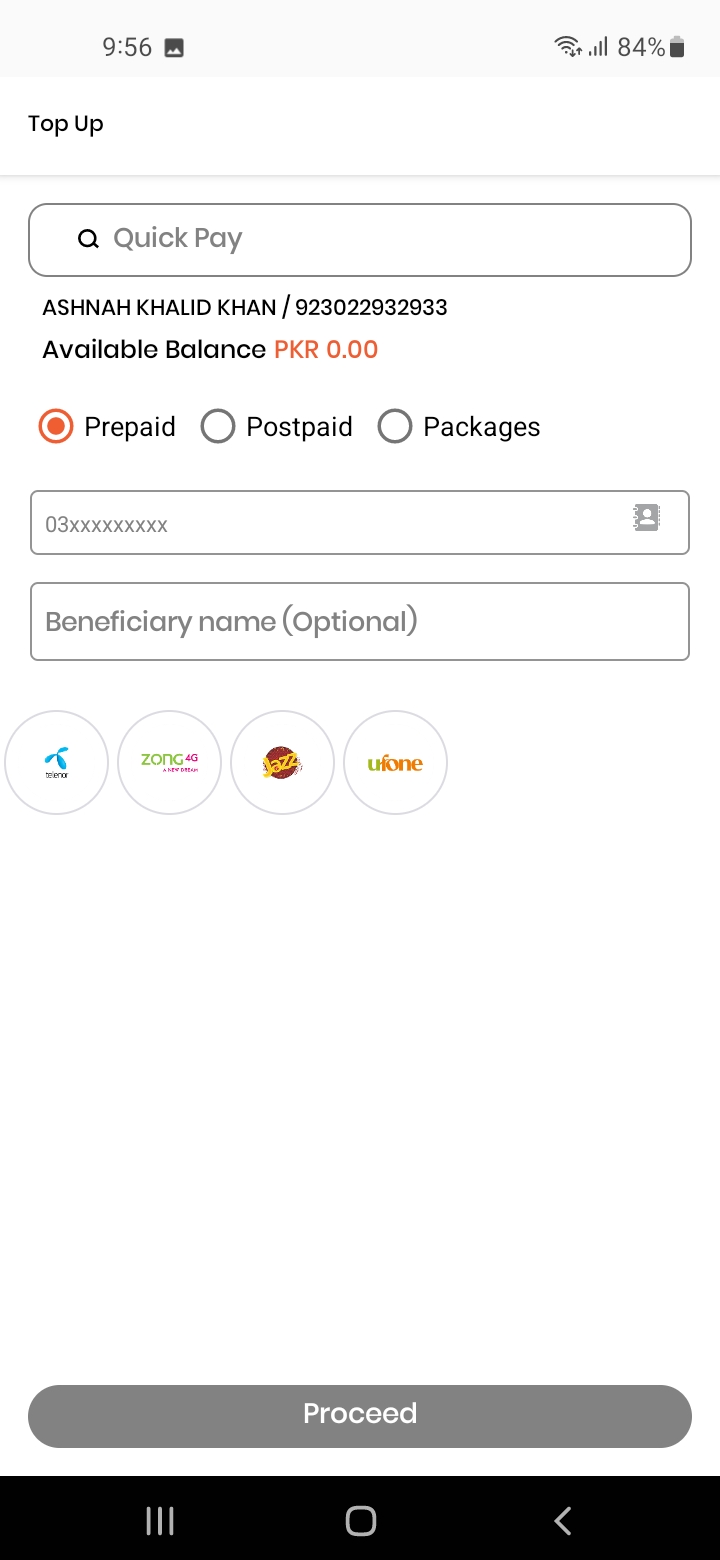 9:56 84%
Top Up
Quick Pay
ASHNAH KHALID KHAN / 923022932933
Available Balance PKR 0.00
Prepaid Postpaid Packages
03xxxxxxxxx
Beneficiary name (Optional)
telenor ZONG 4G Jazz ufone
A NEW DREAM
Proceed